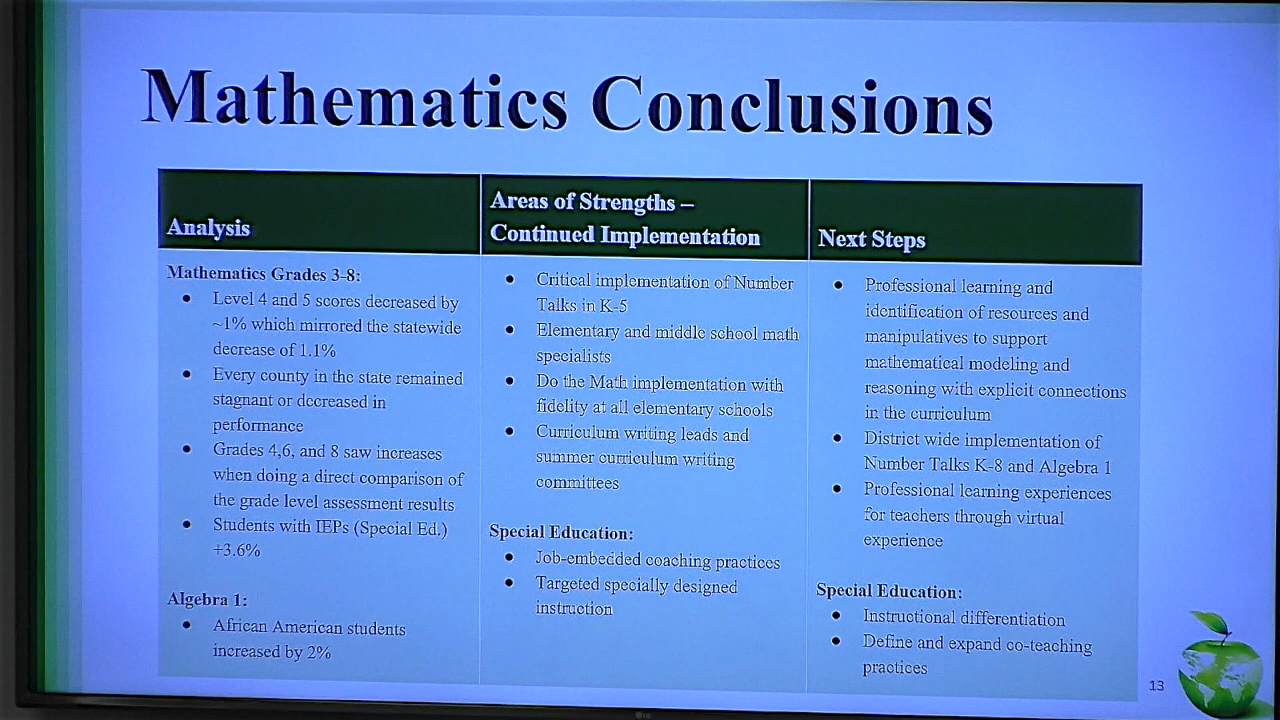 Mathematics Conclusions
Analysis
Mathematics Grades 3-8:
● Level 4 and 5 scores decreased by
~1% which mirrored the statewide
decrease of 1.1%
● Every county in the state remained
stagnant or decreased in
performance
● Grades 4,6, and 8 saw increases
when doing a direct comparison of
the grade level assessment results
● Students with IEPs (Special Ed.)
+3.6%
Algebra 1:
● African American students
increased by 2%
Areas of Strengths –
Continued Implementation
● Critical implementation of Number
Talks in K-5
● Elementary and middle school math
specialists
● Do the Math implementation with
fidelity at all elementary schools
● Curriculum writing leads and
summer curriculum writing
committees
Special Education:
● Job-embedded coaching practices
● Targeted specially designed
instruction
Next Steps
● Professional learning and
identification of resources and
manipulatives to support
mathematical modeling and
reasoning with explicit connections
in the curriculum
● District wide implementation of
Number Talks K-8 and Algebra 1
● Professional learning experiences
for teachers through virtual
experience
Special Education:
● Instructional differentiation
● Define and expand co-teaching
practices
13
LG